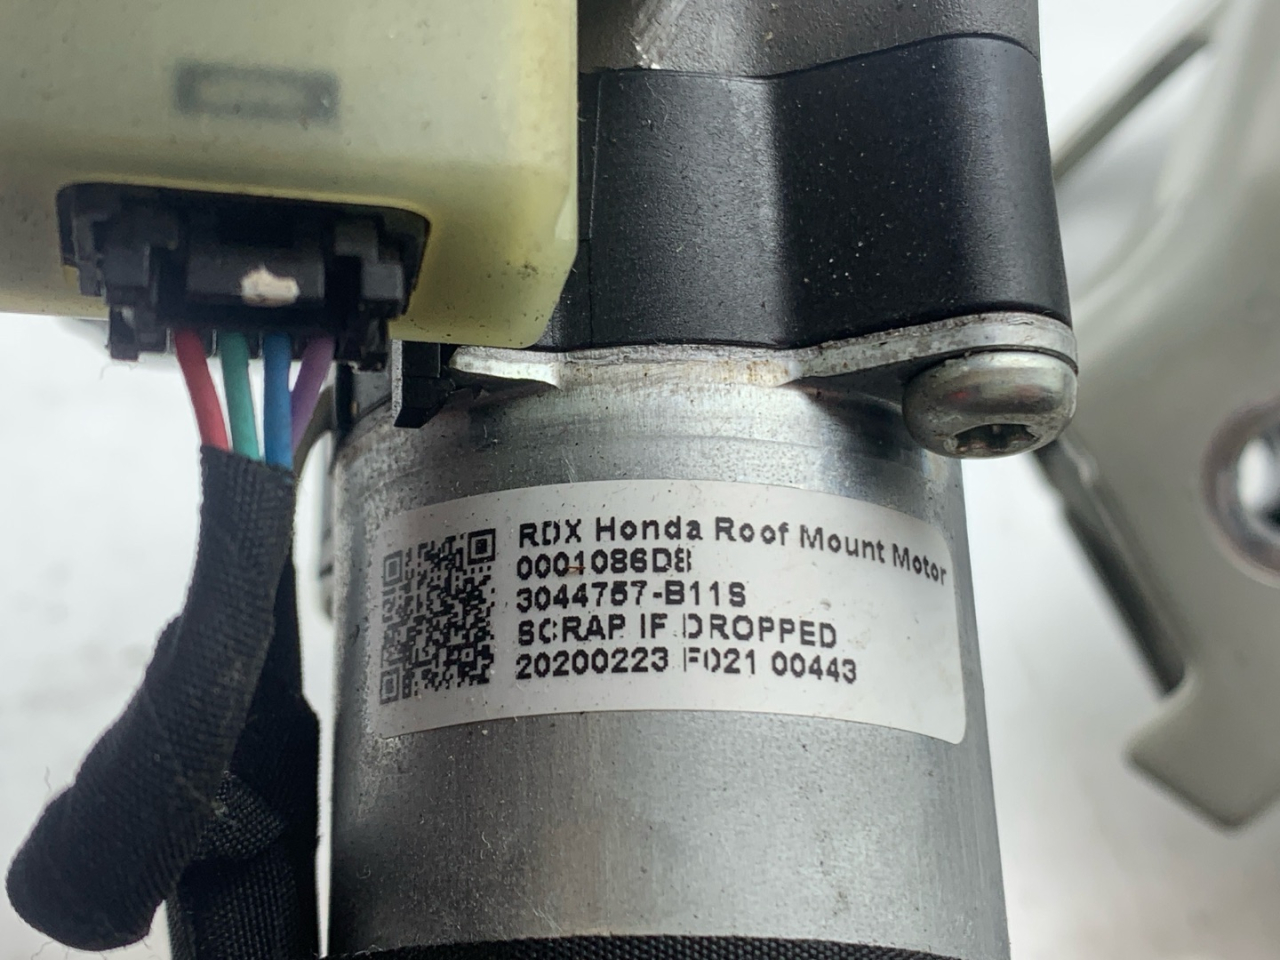 RDX Honda Roof Mount Motor
0001086D8
3044757-B11S
SCRAP IF DROPPED
20200223 F021 00443